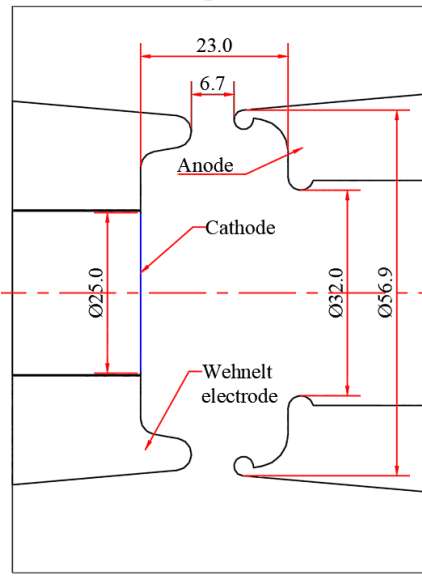 23.0
6.7
Anode
Cathode
Ø25.0
Ø32.0
Ø56.9
Wehnelt
electrode